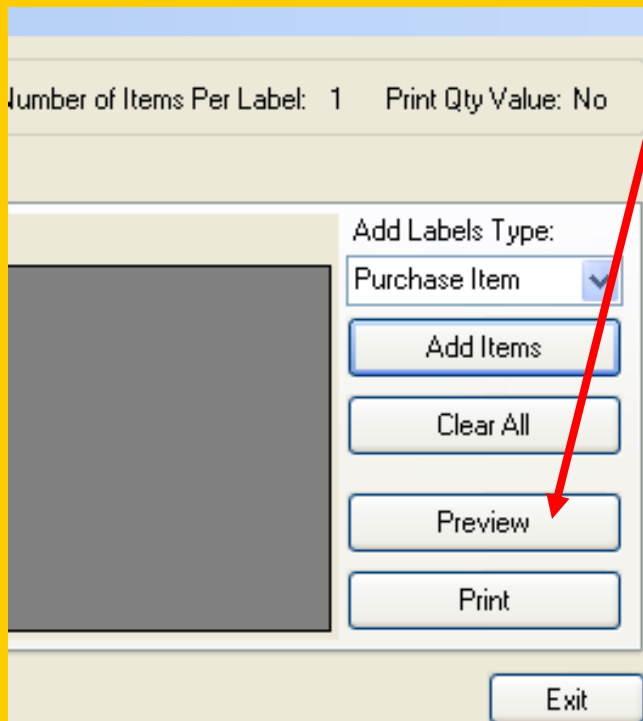 Number of Items Per Label: 1 Print Qty Value: No
Add Labels Type:
Purchase Item
Add Items
Clear All
Preview
Print
Exit